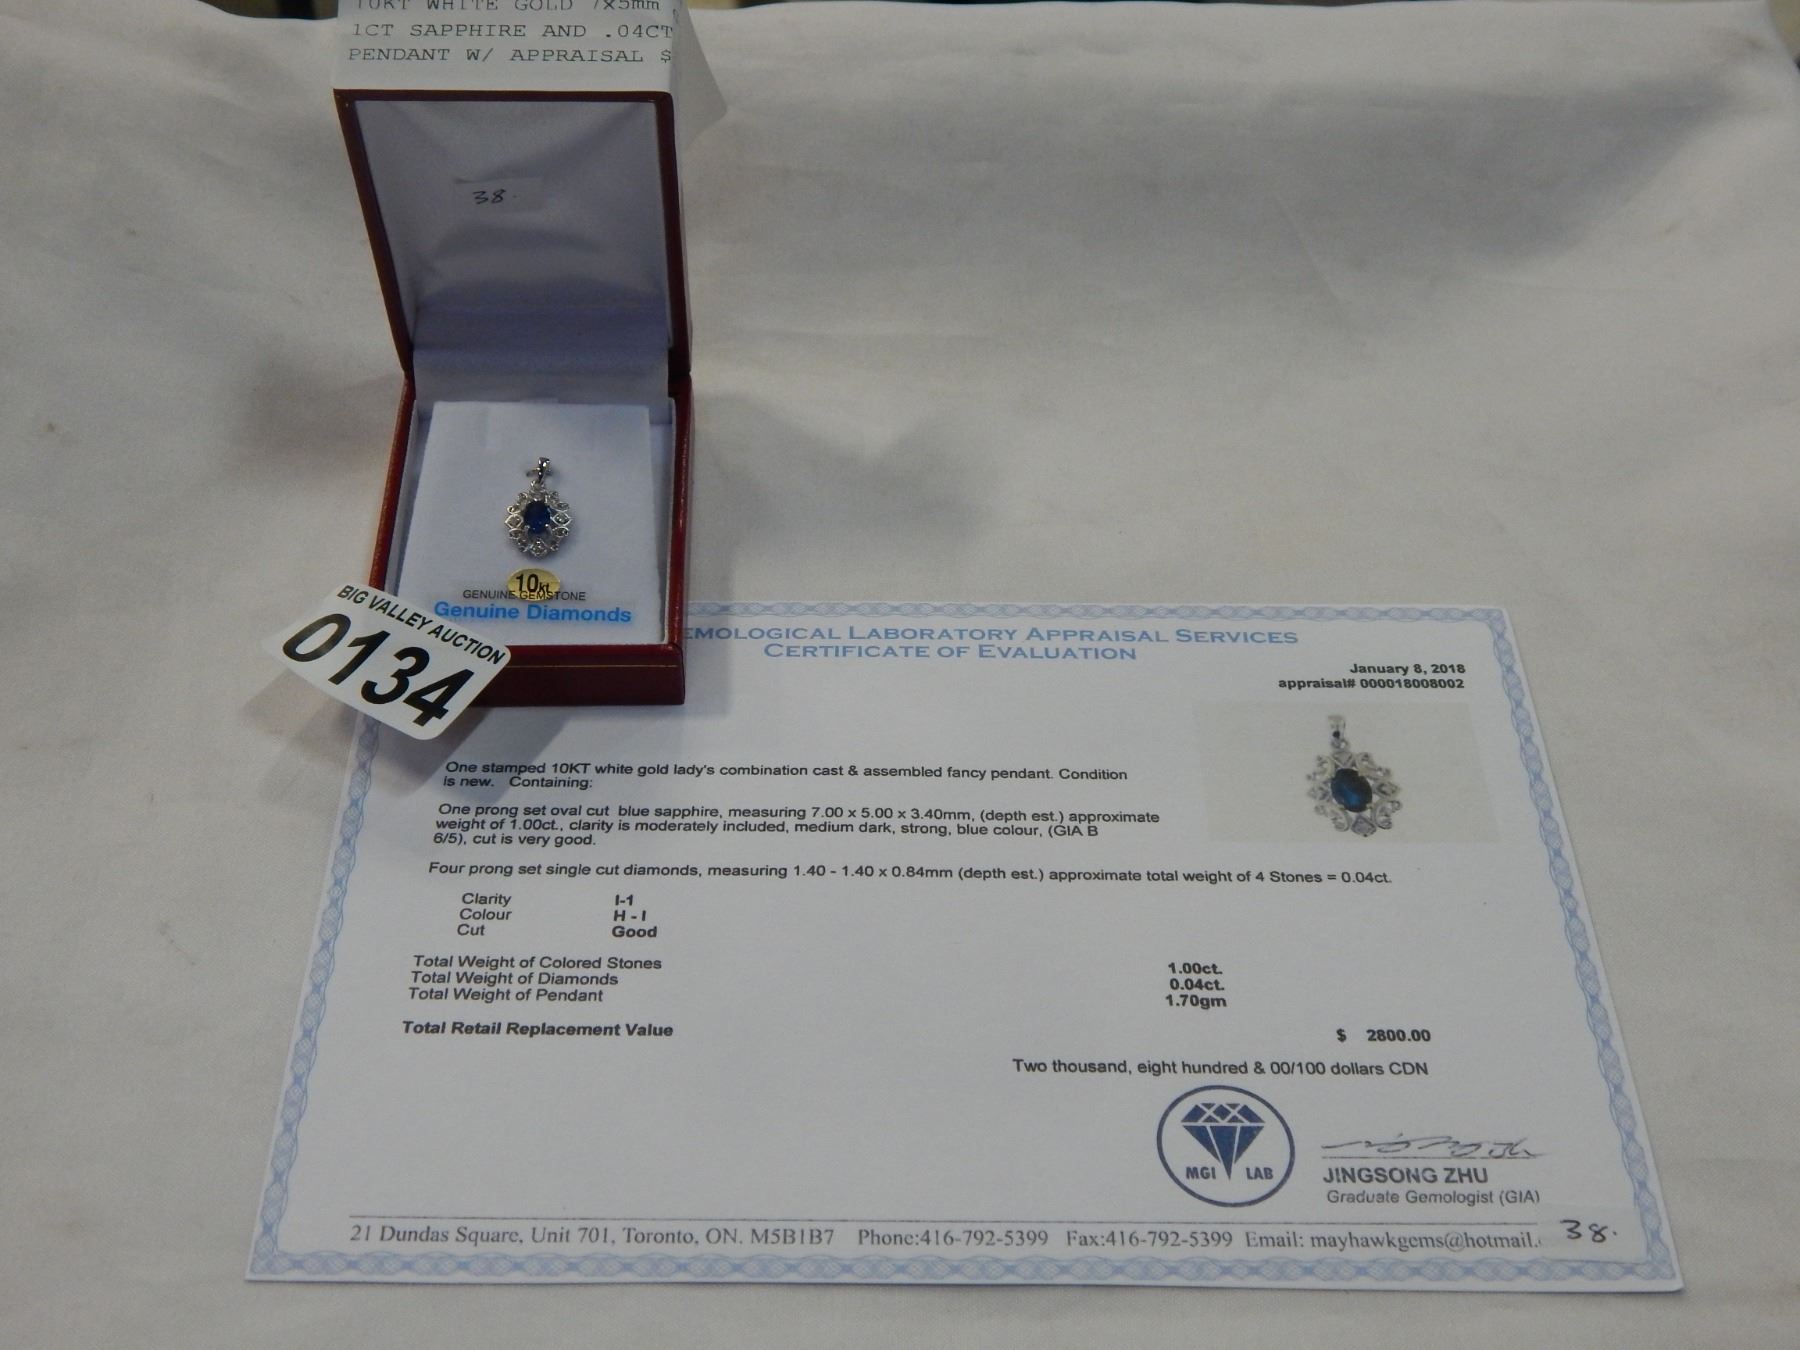 10KT WHITE GOLD 7x5mm
1CT SAPPHIRE AND .04CT
PENDANT W/ APPRAISAL $
38.
10kt
GENUINE GEMSTONE
Genuine Diamonds
BIG VALLEY AUCTION
0134
EMOLOGICAL LABORATORY APPRAISAL SERVICES
CERTIFICATE OF EVALUATION
January 8, 2018
appraisal# 000018008002
One stamped 10KT white gold lady's combination cast & assembled fancy pendant. Condition
is new. Containing:
One prong set oval cut blue sapphire, measuring 7.00 x 5.00 x 3.40mm, (depth est.) approximate
weight of 1.00ct., clarity is moderately included, medium dark, strong, blue colour, (GIA B
6/5), cut is very good.
Four prong set single cut diamonds, measuring 1.40 - 1.40 x 0.84mm (depth est.) approximate total weight of 4 Stones = 0.04ct.
Clarity I-1
Colour H - I
Cut Good
Total Weight of Colored Stones 1.00ct.
Total Weight of Diamonds 0.04ct.
Total Weight of Pendant 1.70gm
Total Retail Replacement Value $ 2800.00
Two thousand, eight hundred & 00/100 dollars CDN
MGI LAB
JINGSONG ZHU
Graduate Gemologist (GIA)
21 Dundas Square, Unit 701, Toronto, ON. M5B1B7 Phone:416-792-5399 Fax:416-792-5399 Email: mayhawkgems@hotmail.
38.